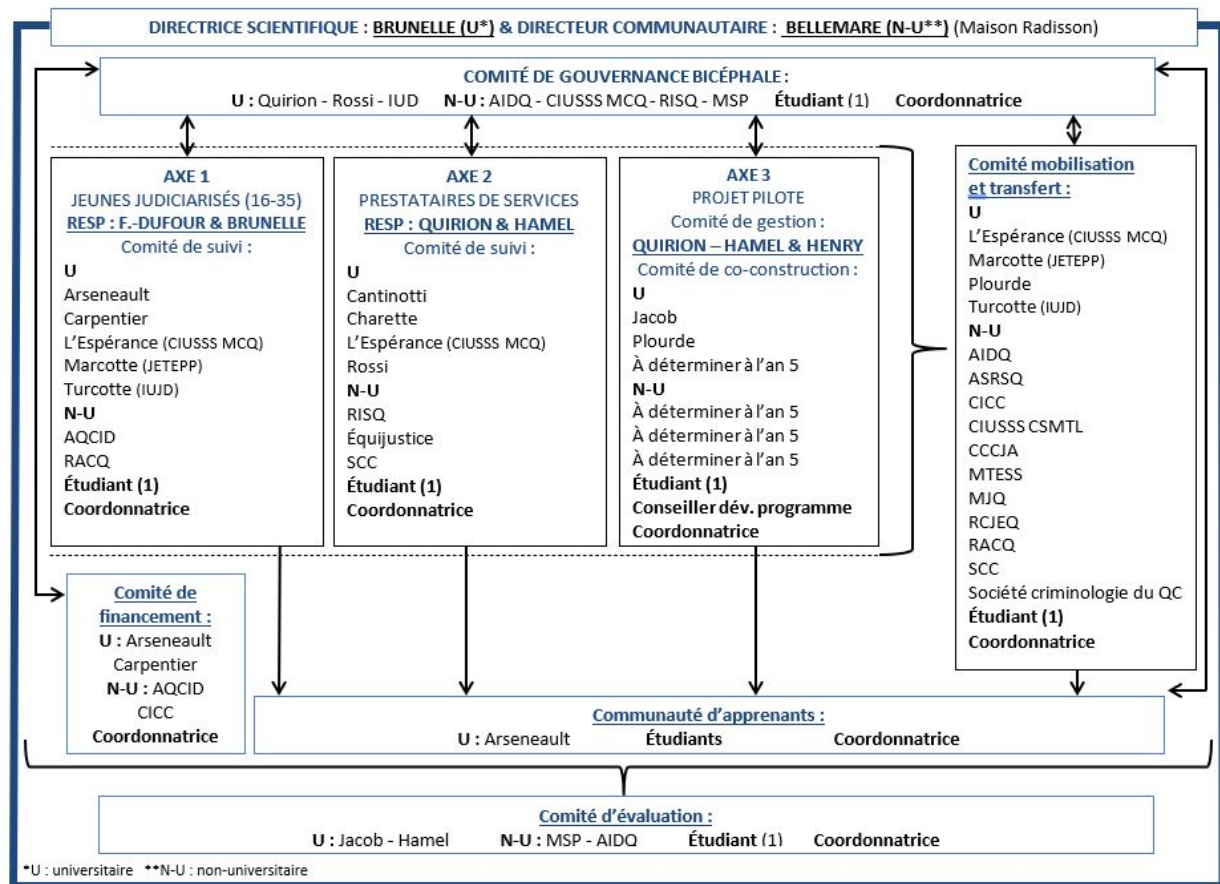 DIRECTRICE SCIENTIFIQUE : BRUNELLE (U*) & DIRECTEUR COMMUNAUTAIRE : BELLEMARE (N-U**) (Maison Radisson)
COMITÉ DE GOUVERNANCE BICÉPHALE :
U : Quirion - Rossi - IUD N-U : AIDQ - CIUSSS MCQ - RISQ - MSP Étudiant (1) Coordonnatrice
AXE 1
JEUNES JUDICIARISÉS (16-35)
RESP : F.-DUFOUR & BRUNELLE
Comité de suivi :
U
Arseneault
Carpentier
L'Espérance (CIUSSS MCQ)
Marcotte (JETEPP)
Turcotte (IUJD)
N-U
AQCID
RACQ
Étudiant (1)
Coordonnatrice
AXE 2
PRESTATAIRES DE SERVICES
RESP : QUIRION & HAMEL
Comité de suivi :
U
Cantinotti
Charette
L'Espérance (CIUSSS MCQ)
Rossi
N-U
RISQ
Équijustice
SCC
Étudiant (1)
Coordonnatrice
AXE 3
PROJET PILOTE
Comité de gestion :
QUIRION – HAMEL & HENRY
Comité de co-construction :
U
Jacob
Plourde
À déterminer à l'an 5
N-U
À déterminer à l'an 5
À déterminer à l'an 5
À déterminer à l'an 5
Étudiant (1)
Conseiller dév. programme
Coordonnatrice
Comité mobilisation
et transfert :
U
L'Espérance (CIUSSS MCQ)
Marcotte (JETEPP)
Plourde
Turcotte (IUJD)
N-U
AIDQ
ASRSQ
CICC
CIUSSS CSMTL
CCCJA
MTESS
MJQ
RCJEQ
RACQ
SCC
Société criminologie du QC
Étudiant (1)
Coordonnatrice
Comité de
financement :
U : Arseneault
Carpentier
N-U : AQCID
CICC
Coordonnatrice
Communauté d'apprenants :
U : Arseneault Étudiants Coordonnatrice
Comité d'évaluation :
U : Jacob - Hamel N-U : MSP - AIDQ Étudiant (1) Coordonnatrice
*U : universitaire **N-U : non-universitaire